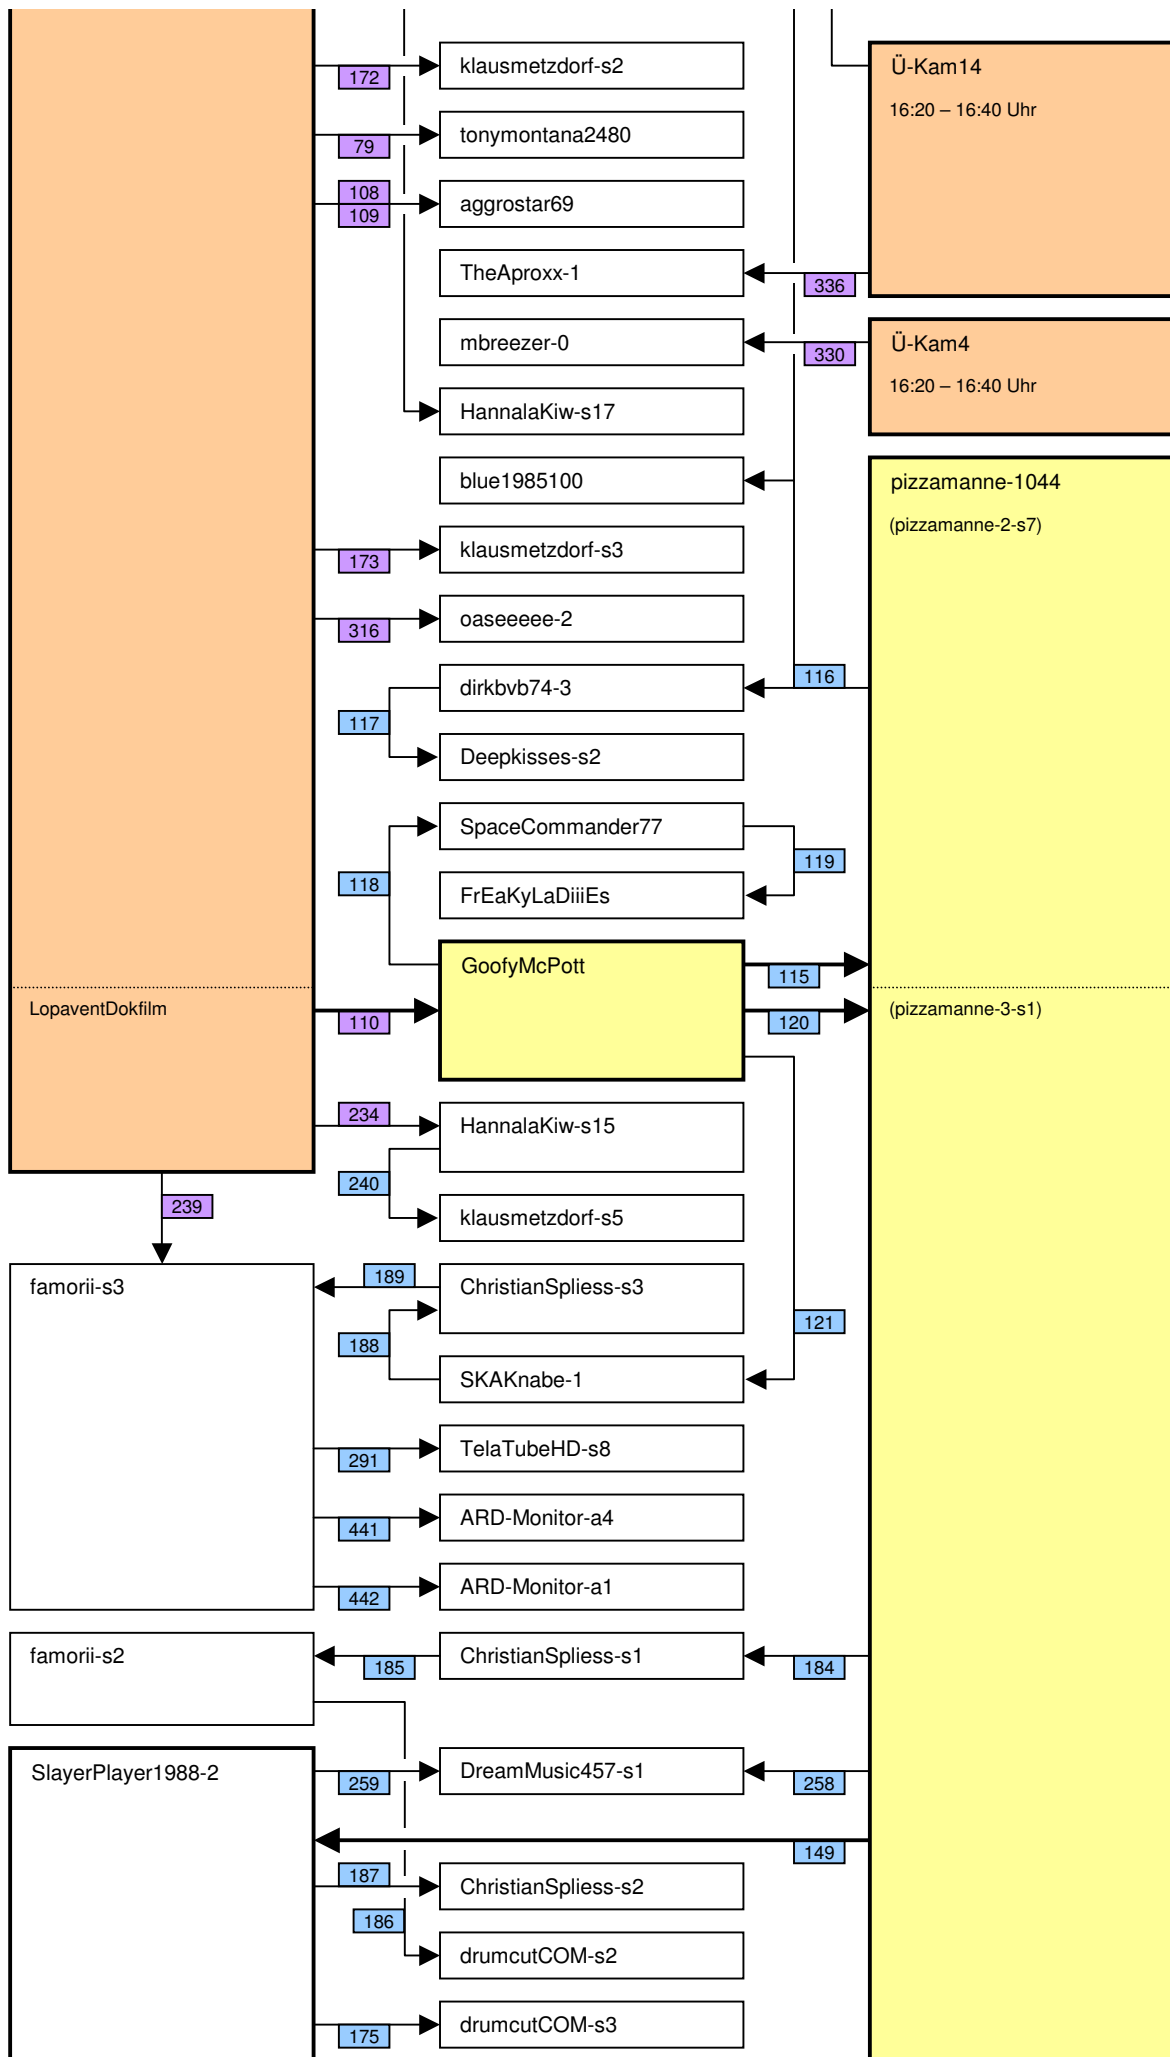 klausmetzdorf-s2
172
Ü-Kam14
16:20 – 16:40 Uhr
tonymontana2480
79
108
aggrostar69
109
TheAproxx-1
336
Ü-Kam4
mbreezer-0
330
16:20 – 16:40 Uhr
HannalaKiw-s17
blue1985100
pizzamanne-1044
(pizzamanne-2-s7)
klausmetzdorf-s3
173
oaseeeee-2
316
116
dirkbvb74-3
117
Deepkisses-s2
SpaceCommander77
119
118
FrEaKyLaDiiiEs
GoofyMcPott
115
LopaventDokfilm
(pizzamanne-3-s1)
110
120
234
HannalaKiw-s15
240
239
klausmetzdorf-s5
189
famorii-s3
ChristianSpliess-s3
121
188
SKAKnabe-1
TelaTubeHD-s8
291
ARD-Monitor-a4
441
ARD-Monitor-a1
442
famorii-s2
ChristianSpliess-s1
185
184
SlayerPlayer1988-2
DreamMusic457-s1
259
258
149
187
ChristianSpliess-s2
186
drumcutCOM-s2
drumcutCOM-s3
175